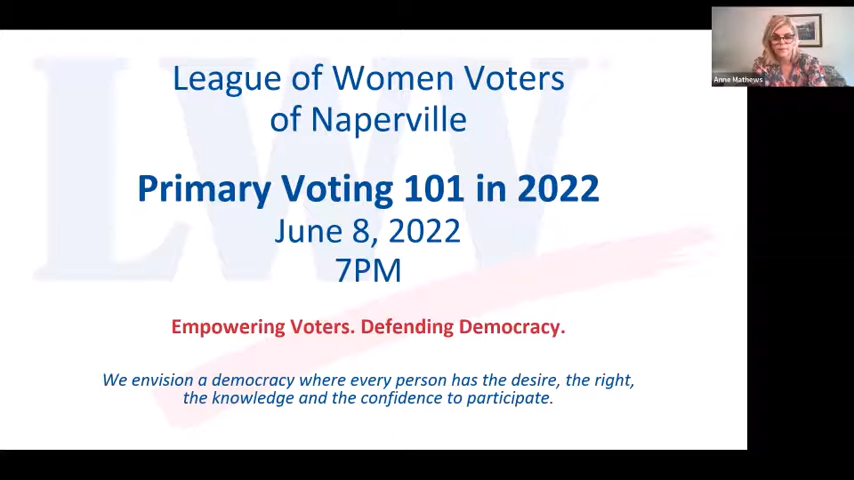 League of Women Voters
of Naperville
Primary Voting 101 in 2022
June 8, 2022
7PM
Empowering Voters. Defending Democracy.
We envision a democracy where every person has the desire, the right,
the knowledge and the confidence to participate.
LWV
Anne Mathews